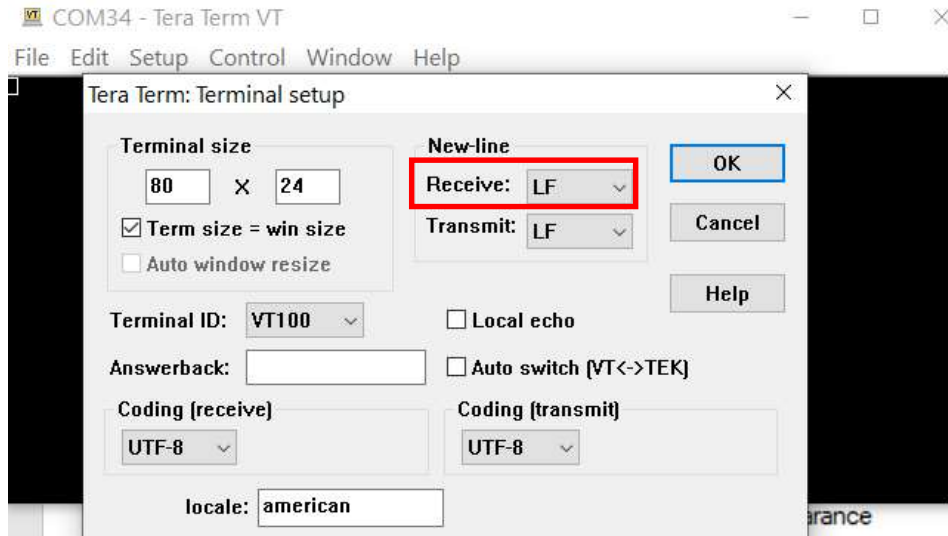 VT COM34 - Tera Term VT
File Edit Setup Control Window Help
Tera Term: Terminal setup
Terminal size
80 X 24
Term size = win size
Auto window resize
New-line
Receive: LF
Transmit: LF
OK
Cancel
Help
Terminal ID: VT100
Local echo
Answerback:
Auto switch (VT<->TEK)
Coding (receive)
UTF-8
Coding (transmit)
UTF-8
locale: american
arance